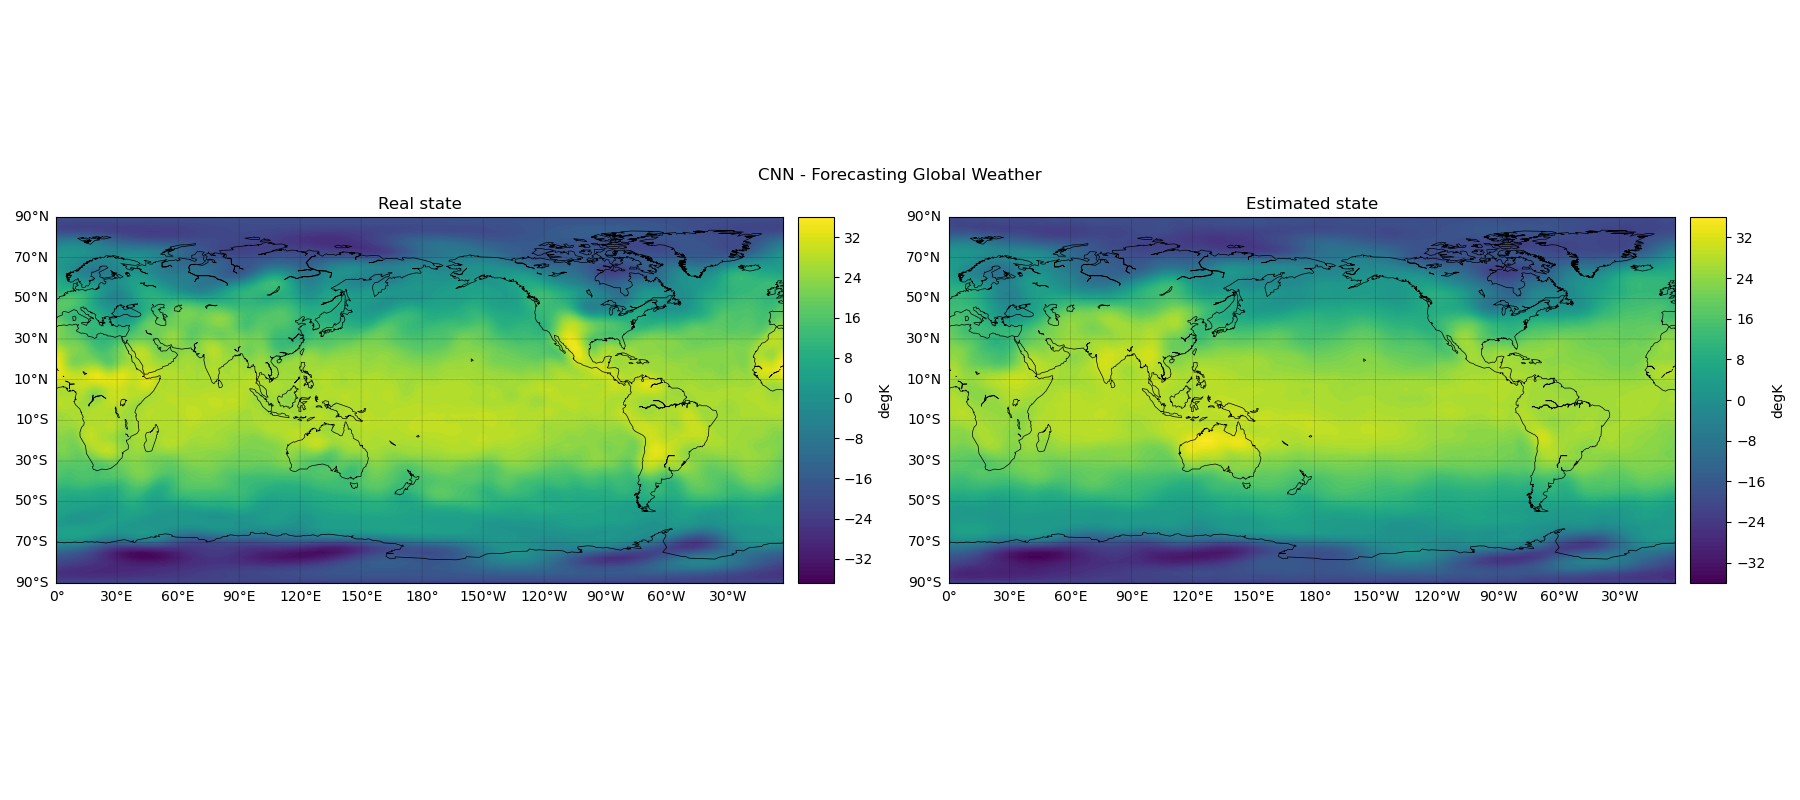 CNN - Forecasting Global Weather
Real state
90°N
70°N
50°N
30°N
10°N
10°S
30°S
50°S
70°S
90°S
0°
30°E
60°E
90°E
120°E
150°E
180°
150°W
120°W
90°W
60°W
30°W
32
24
16
8
0
−8
−16
−24
−32
degK
Estimated state
90°N
70°N
50°N
30°N
10°N
10°S
30°S
50°S
70°S
90°S
0°
30°E
60°E
90°E
120°E
150°E
180°
150°W
120°W
90°W
60°W
30°W
32
24
16
8
0
−8
−16
−24
−32
degK